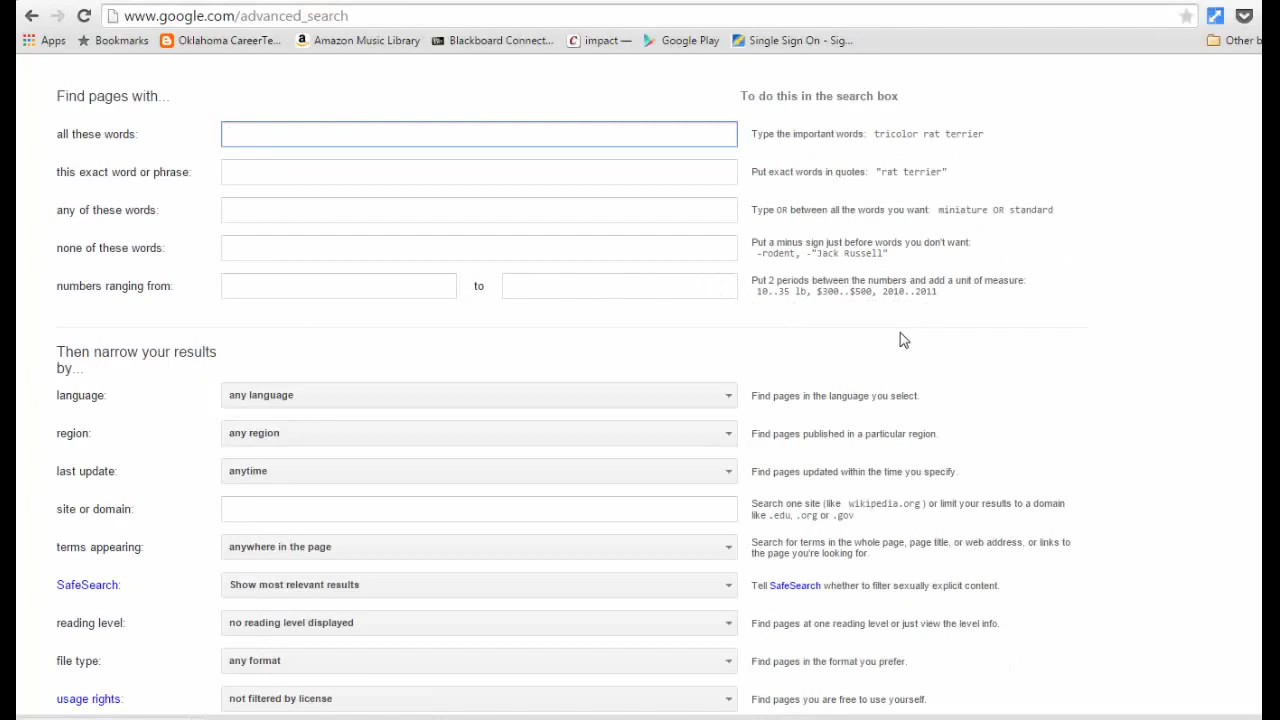 www.google.com/advanced_search
Apps Bookmarks Oklahoma CareerTe... Amazon Music Library Blackboard Connect... impact — Google Play Single Sign On - Sig... Other b
Find pages with... To do this in the search box
all these words: Type the important words: tricolor rat terrier
this exact word or phrase: Put exact words in quotes: "rat terrier"
any of these words: Type OR between all the words you want: miniature OR standard
none of these words: Put a minus sign just before words you don't want:
-rodent, -"Jack Russell"
numbers ranging from: to Put 2 periods between the numbers and add a unit of measure:
10..35 lb, $300..$500, 2010..2011
Then narrow your results
by...
language: any language Find pages in the language you select.
region: any region Find pages published in a particular region.
last update: anytime Find pages updated within the time you specify.
site or domain: Search one site (like wikipedia.org ) or limit your results to a domain
like .edu, .org or .gov
terms appearing: anywhere in the page Search for terms in the whole page, page title, or web address, or links to
the page you're looking for.
SafeSearch: Show most relevant results Tell SafeSearch whether to filter sexually explicit content.
reading level: no reading level displayed Find pages at one reading level or just view the level info.
file type: any format Find pages in the format you prefer.
usage rights: not filtered by license Find pages you are free to use yourself.